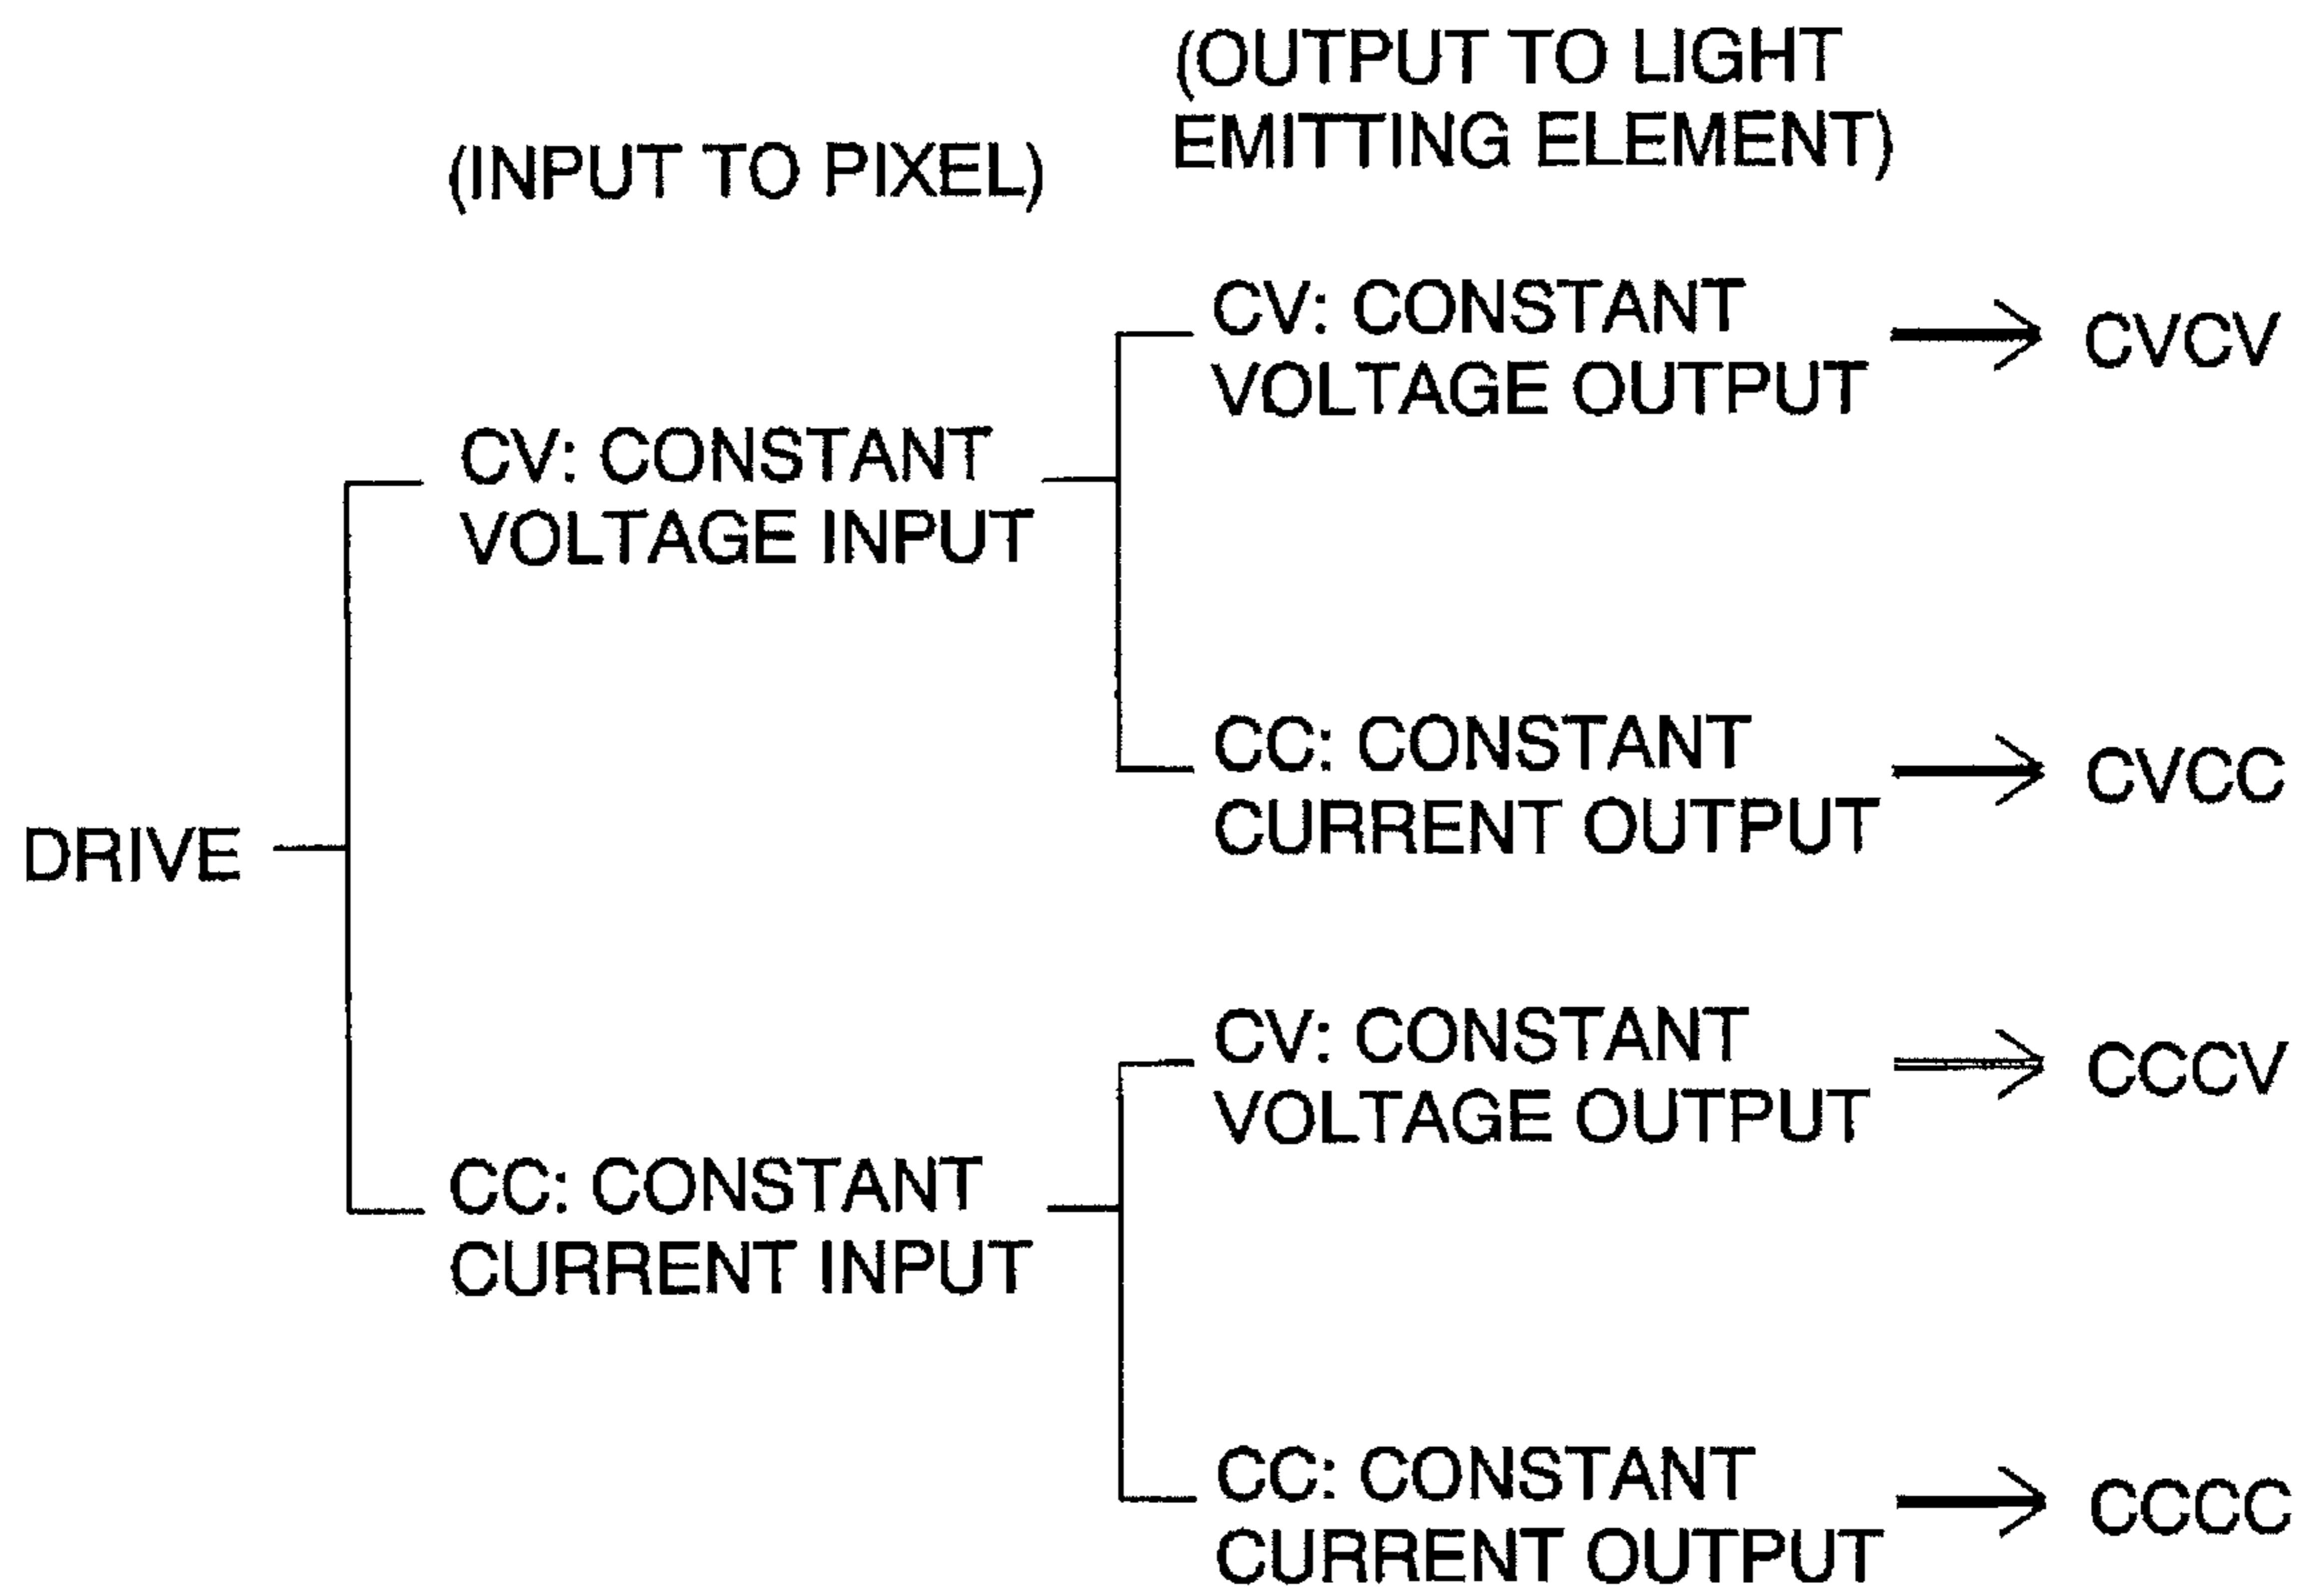 (OUTPUT TO LIGHT
EMITTING ELEMENT)
(INPUT TO PIXEL)
CV: CONSTANT
VOLTAGE OUTPUT
CVCV
CV: CONSTANT
VOLTAGE INPUT
CC: CONSTANT
CURRENT OUTPUT
CVCC
DRIVE
CV: CONSTANT
VOLTAGE OUTPUT
CCCV
CC: CONSTANT
CURRENT INPUT
CC: CONSTANT
CURRENT OUTPUT
CCCC